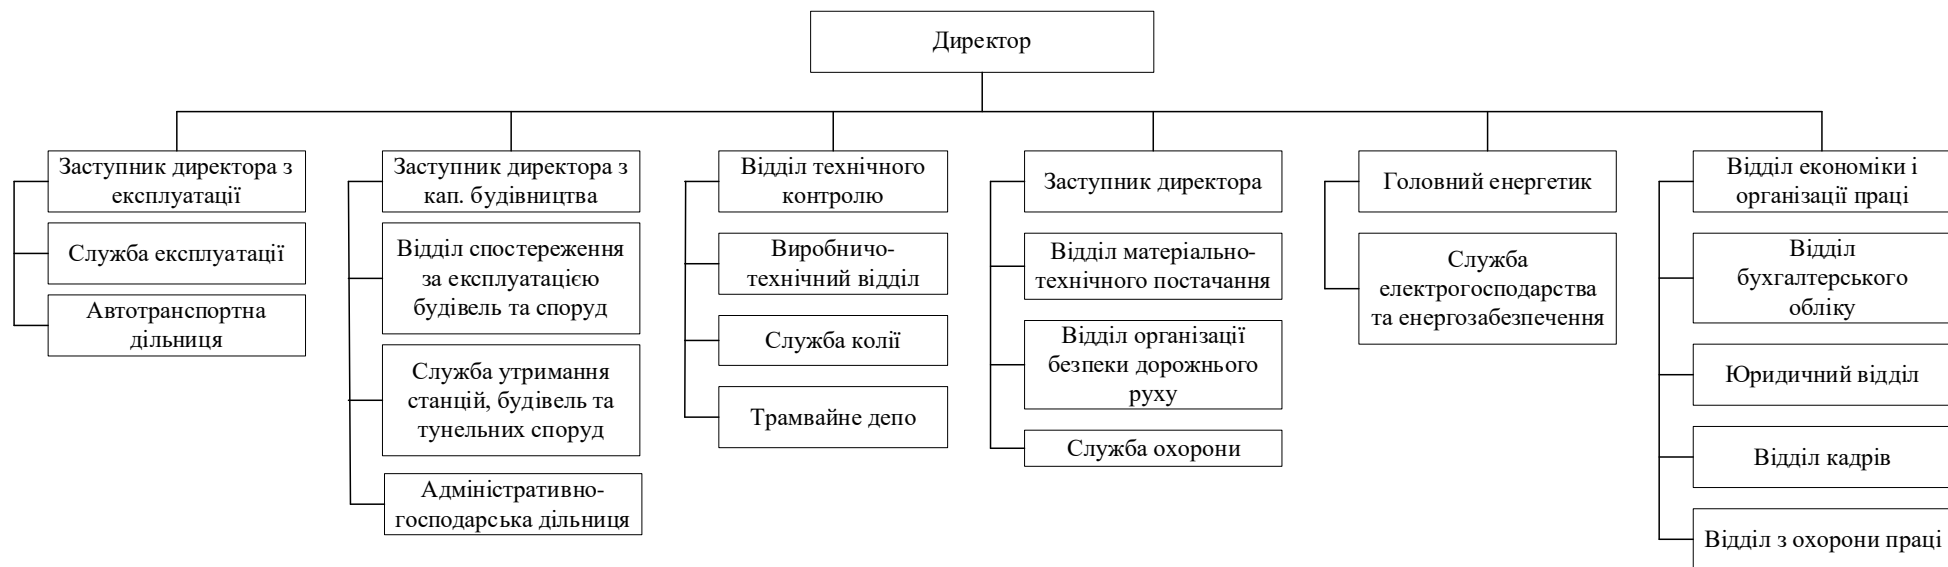 Директор
Заступник директора з
експлуатації
Служба експлуатації
Автотранспортна
дільниця
Заступник директора з
кап. будівництва
Відділ спостереження
за експлуатацією
будівель та споруд
Служба утримання
станцій, будівель та
тунельних споруд
Адміністративно-
господарська дільниця
Відділ технічного
контролю
Виробничо-
технічний відділ
Служба колії
Трамвайне депо
Заступник директора
Відділ матеріально-
технічного постачання
Відділ організації
безпеки дорожнього
руху
Служба охорони
Головний енергетик
Служба
електрогосподарства
та енергозабезпечення
Відділ економіки і
організації праці
Відділ
бухгалтерського
обліку
Юридичний відділ
Відділ кадрів
Відділ з охорони праці